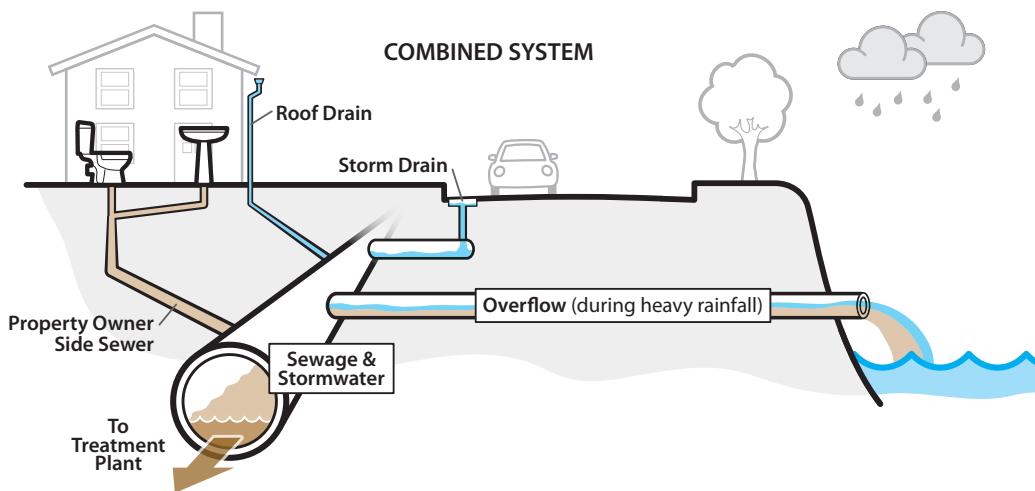 COMBINED SYSTEM
Roof Drain
Storm Drain
Overflow (during heavy rainfall)
Property Owner
Side Sewer
Sewage &
Stormwater
To
Treatment
Plant